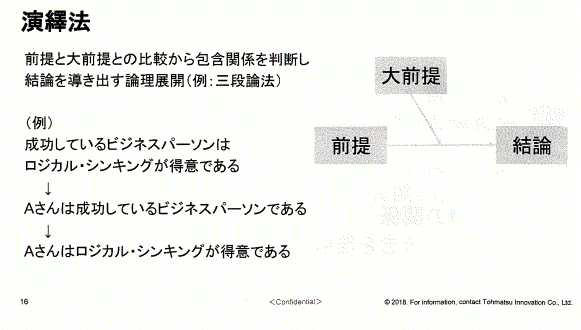 演繹法
前提と大前提との比較から包含関係を判断し
結論を導き出す論理展開（例：三段論法）
（例）
成功しているビジネスパーソンは
ロジカル・シンキングが得意である
↓
Aさんは成功しているビジネスパーソンである
↓
Aさんはロジカル・シンキングが得意である
大前提
前提
結論
16
＜Confidential＞
© 2018. For information, contact Tohmatsu Innovation Co., Ltd.